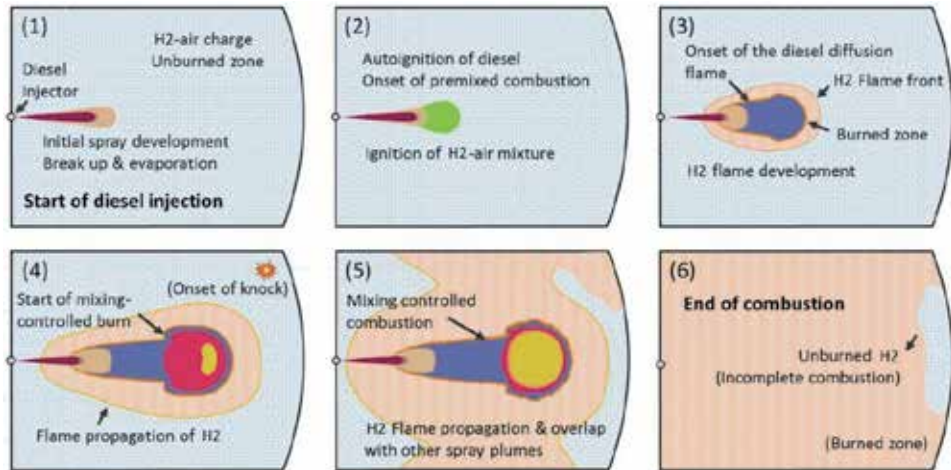 (1)
H2-air charge
Unburned zone
Diesel
Injector
Initial spray development
Break up & evaporation
Start of diesel injection
(2)
Autoignition of diesel
Onset of premixed combustion
Ignition of H2-air mixture
(3)
Onset of the diesel diffusion
flame
H2 Flame front
Burned zone
H2 flame development
(4)
(Onset of knock)
Start of mixing-
controlled burn
Flame propagation of H2
(5)
Mixing controlled
combustion
H2 Flame propagation & overlap
with other spray plumes
(6)
End of combustion
Unburned H2
(Incomplete combustion)
(Burned zone)